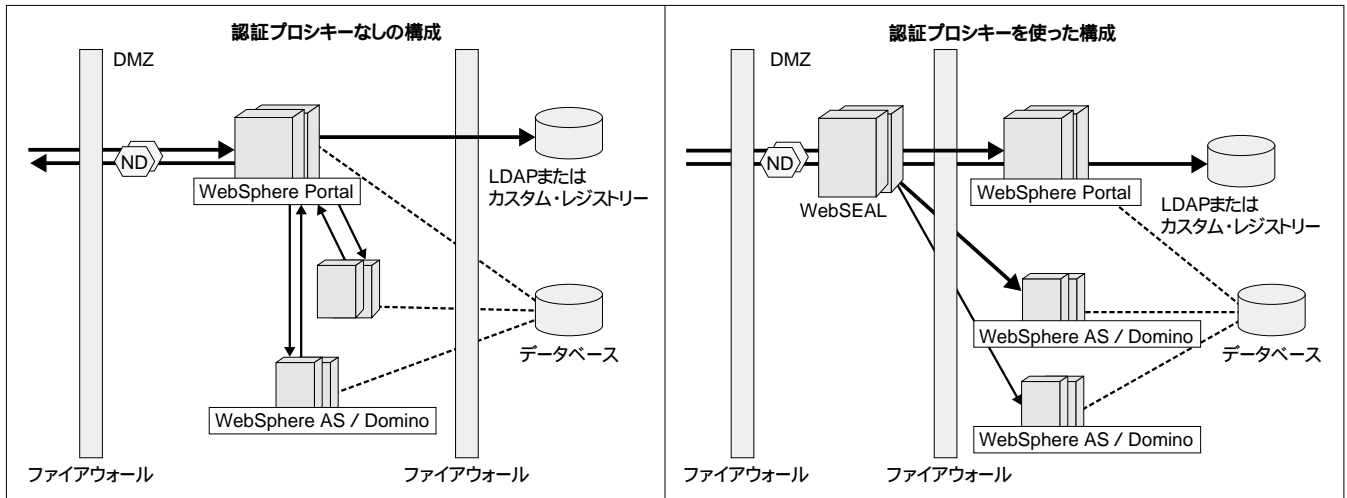 認証プロシキーなしの構成
DMZ
ND
WebSphere Portal
LDAPまたは
カスタム・レジストリー
データベース
WebSphere AS / Domino
ファイアウォール
ファイアウォール
認証プロシキーを使った構成
DMZ
ND
WebSEAL
WebSphere Portal
LDAPまたは
カスタム・レジストリー
WebSphere AS / Domino
データベース
WebSphere AS / Domino
ファイアウォール
ファイアウォール